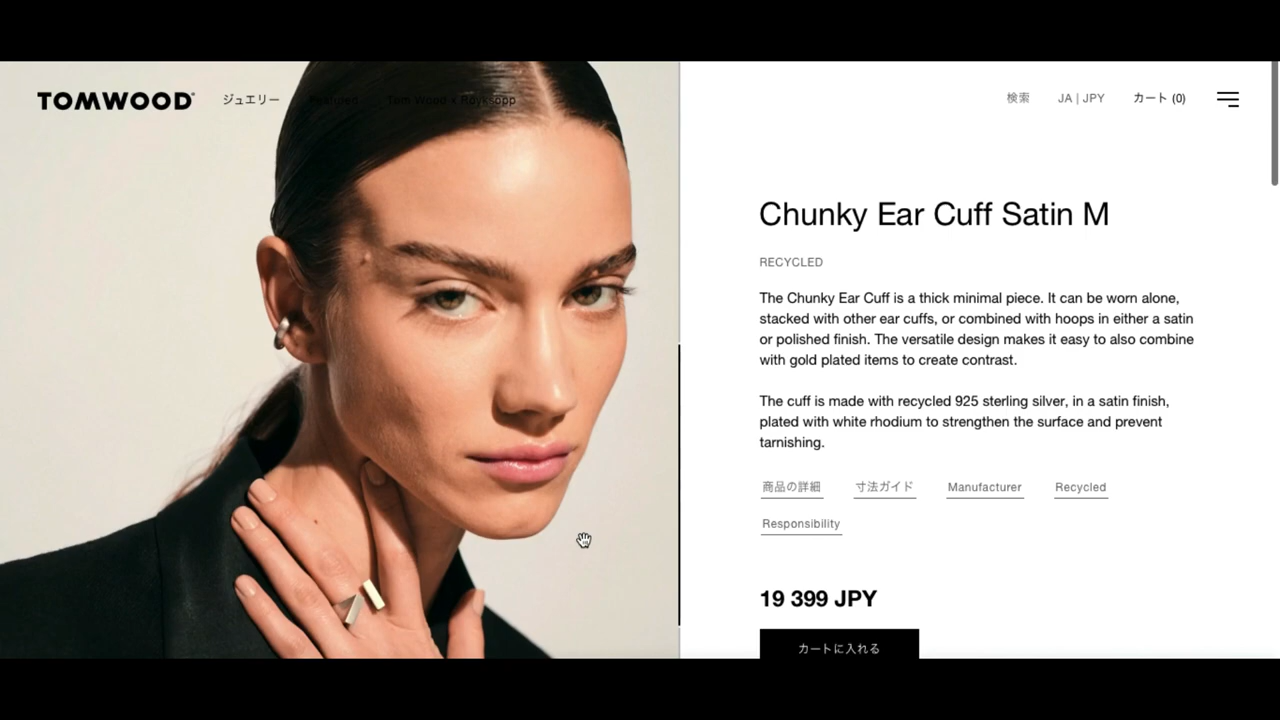 TOMWOOD
ジュエリー Featured Tom Wood x Röyksopp
検索 JA | JPY カート (0)
Chunky Ear Cuff Satin M
RECYCLED
The Chunky Ear Cuff is a thick minimal piece. It can be worn alone,
stacked with other ear cuffs, or combined with hoops in either a satin
or polished finish. The versatile design makes it easy to also combine
with gold plated items to create contrast.
The cuff is made with recycled 925 sterling silver, in a satin finish,
plated with white rhodium to strengthen the surface and prevent
tarnishing.
商品の詳細 寸法ガイド Manufacturer Recycled
Responsibility
19 399 JPY
カートに入れる